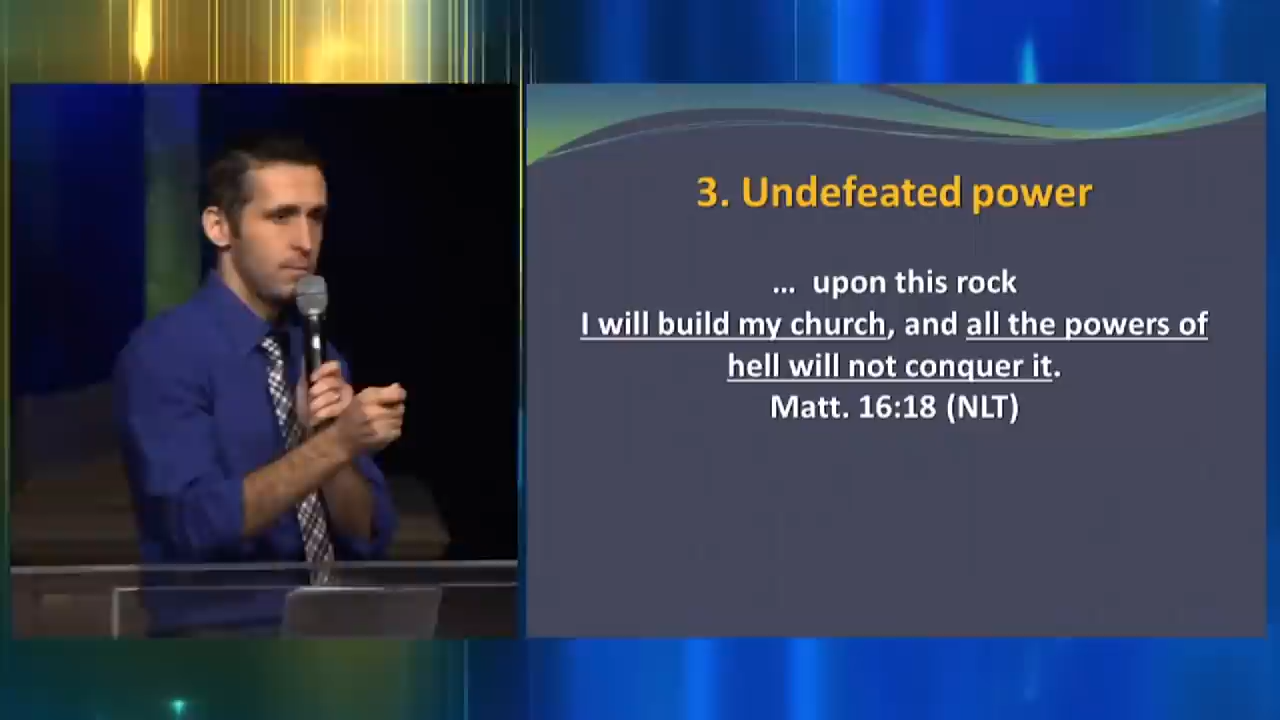 3. Undefeated power
... upon this rock
I will build my church, and all the powers of
hell will not conquer it.
Matt. 16:18 (NLT)